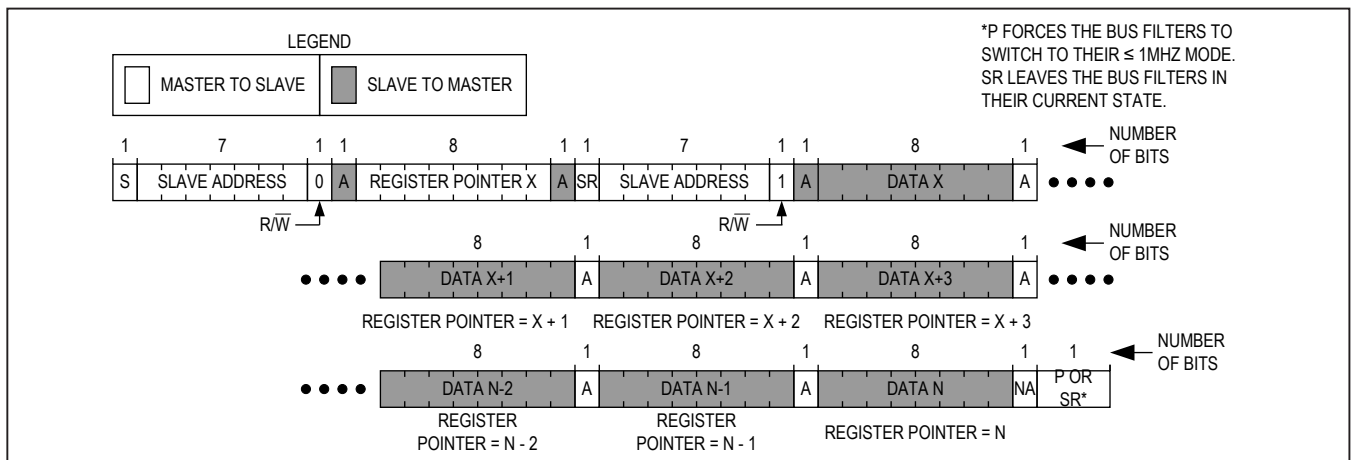 LEGEND
MASTER TO SLAVE SLAVE TO MASTER
*P FORCES THE BUS FILTERS TO
SWITCH TO THEIR ≤ 1MHZ MODE.
SR LEAVES THE BUS FILTERS IN
THEIR CURRENT STATE.
1 7 1 1 8 1 1 7 1 1 8 1 NUMBER
OF BITS
S SLAVE ADDRESS 0 A REGISTER POINTER X A SR SLAVE ADDRESS 1 A DATA X A
R/W̅ R/W̅
8 1 8 1 8 1 NUMBER
OF BITS
DATA X+1 A DATA X+2 A DATA X+3 A
REGISTER POINTER = X + 1 REGISTER POINTER = X + 2 REGISTER POINTER = X + 3
8 1 8 1 8 1 1 NUMBER
OF BITS
DATA N-2 A DATA N-1 A DATA N NA P OR
SR*
REGISTER
POINTER = N - 2
REGISTER
POINTER = N - 1
REGISTER POINTER = N